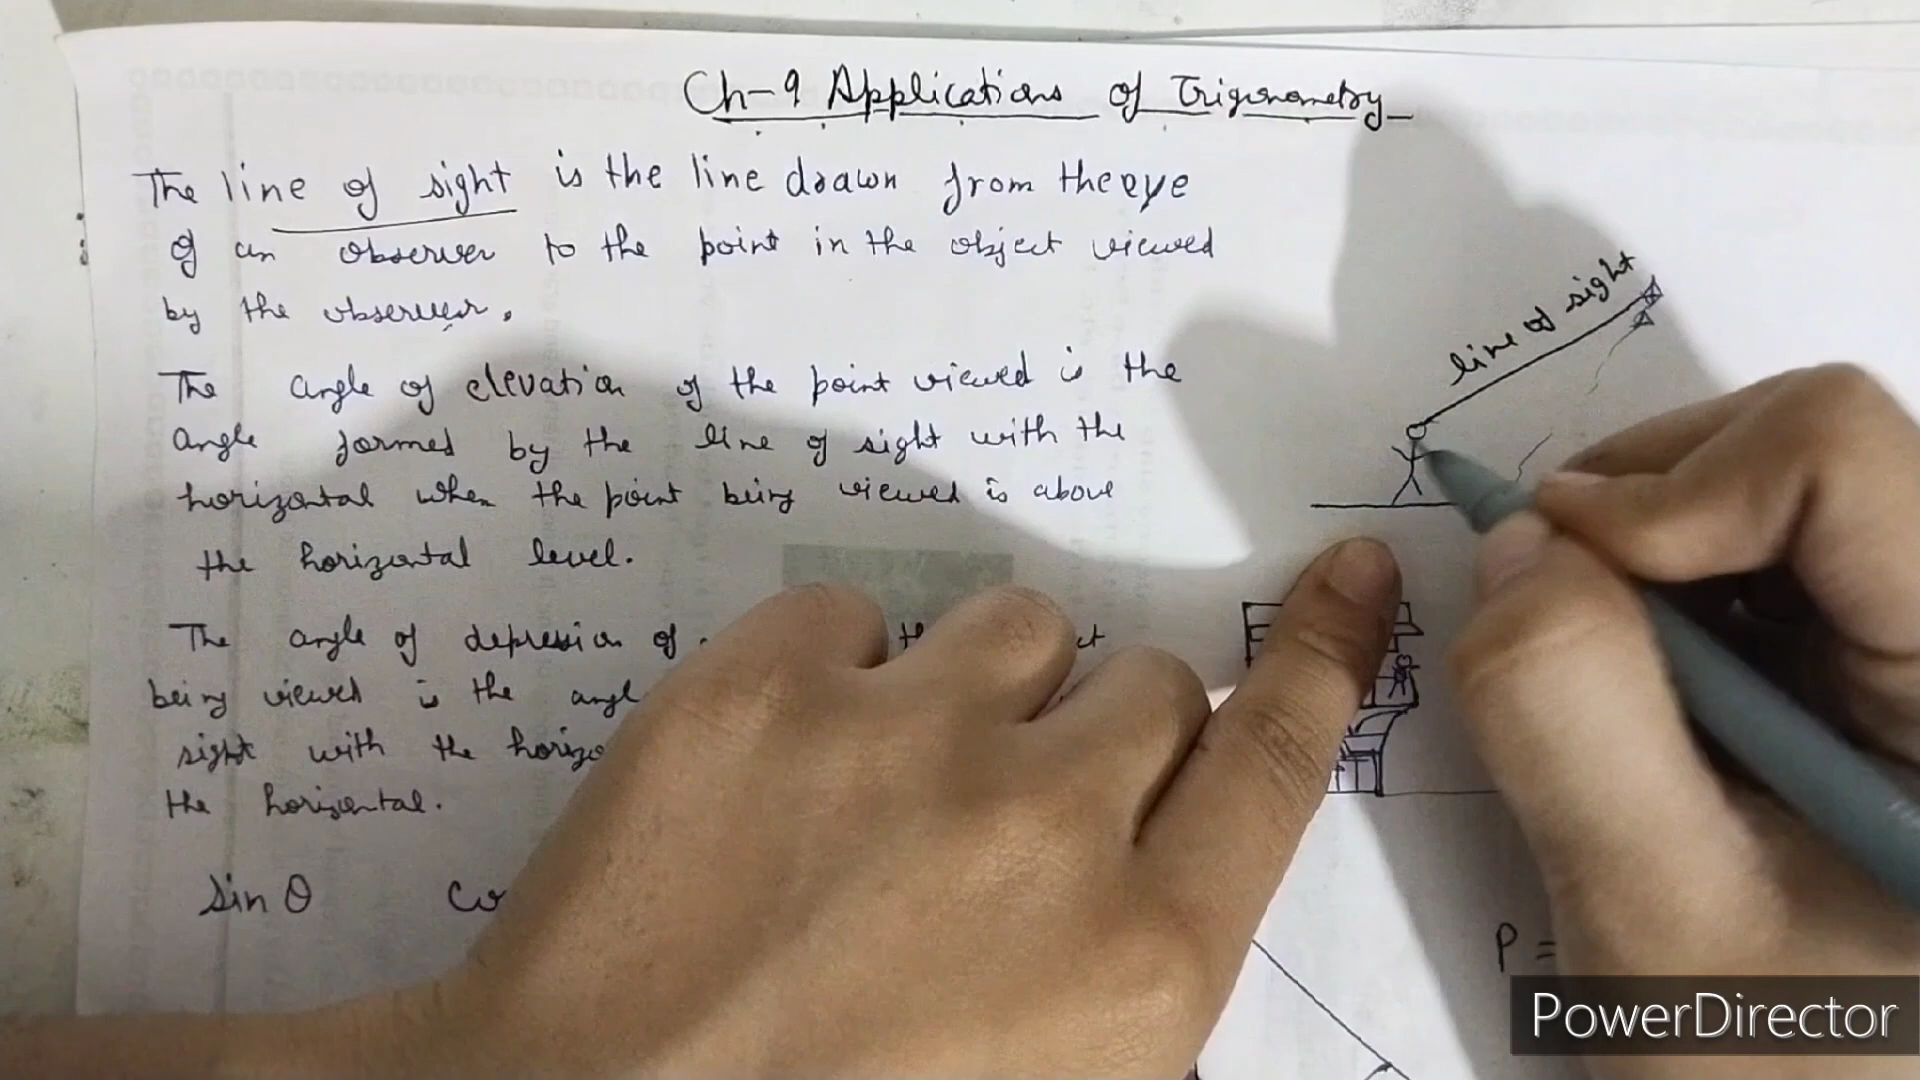 Ch-9 Applications of Trigonometry
The line of sight is the line drawn from the eye
of an observer to the point in the object viewed
by the observer.
The angle of elevation of the point viewed is the
angle formed by the line of sight with the
horizontal when the point being viewed is above
the horizontal level.
The angle of depression of
being viewed is the
sight with the
the horizontal.
Sin θ
line of sight
P =
PowerDirector